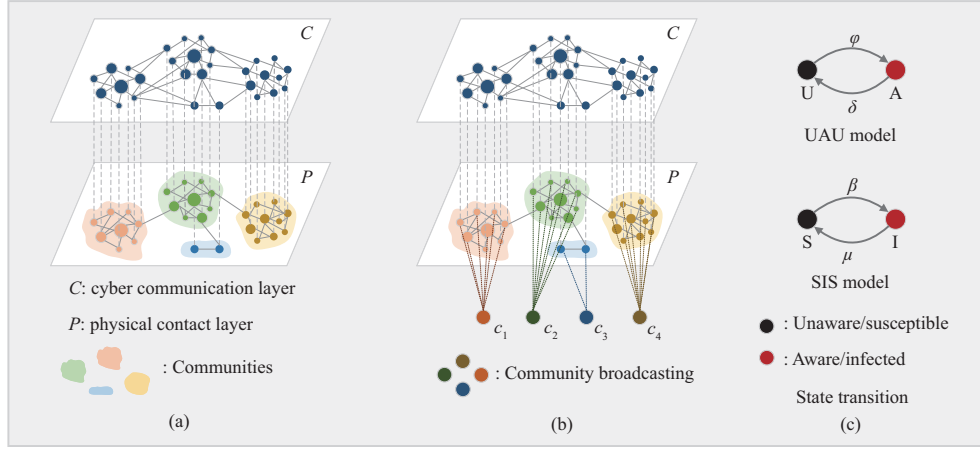 C
P
C: cyber communication layer
P: physical contact layer
: Communities
(a)
C
P
c1
c2
c3
c4
: Community broadcasting
(b)
φ
U
A
δ
UAU model
β
S
I
μ
SIS model
: Unaware/susceptible
: Aware/infected
State transition
(c)